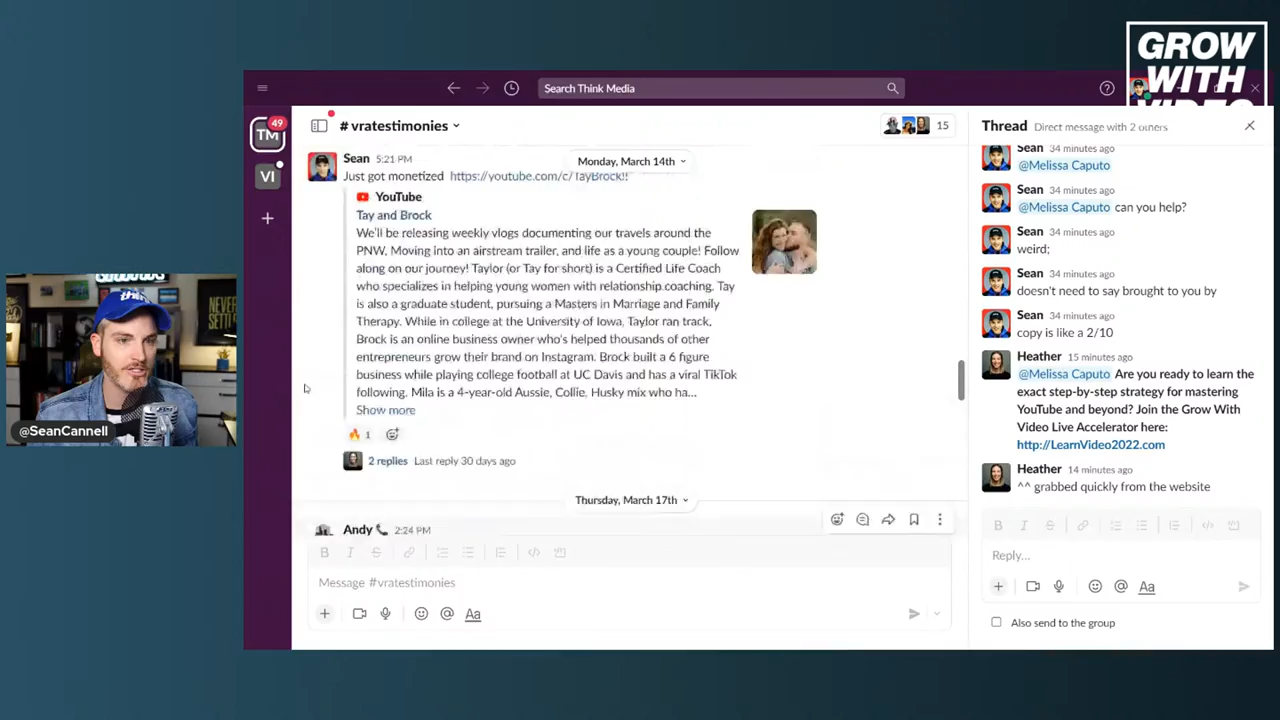 GROW
WITH
VIDEO
Search Think Media
49
TM
VI
# vratestimonies
15
Sean 5:21 PM
Monday, March 14th
Just got monetized https://youtube.com/c/TayBrock!!
YouTube
Tay and Brock
We'll be releasing weekly vlogs documenting our travels around the
PNW, Moving into an airstream trailer, and life as a young couple! Follow
along on our journey! Taylor (or Tay for short) is a Certified Life Coach
who specializes in helping young women with relationship coaching. Tay
is also a graduate student, pursuing a Masters in Marriage and Family
Therapy. While in college at the University of Iowa, Taylor ran track,
Brock is an online business owner who's helped thousands of other
entrepreneurs grow their brand on Instagram. Brock built a 6 figure
business while playing college football at UC Davis and has a viral TikTok
following. Mila is a 4-year-old Aussie, Collie, Husky mix who ha...
Show more
1
2 replies Last reply 30 days ago
Thursday, March 17th
Andy 2:24 PM
Message #vratestimonies
Aa
Thread Direct message with 2 others
Sean 34 minutes ago
@Melissa Caputo
Sean 34 minutes ago
@Melissa Caputo can you help?
Sean 34 minutes ago
weird;
Sean 34 minutes ago
doesn't need to say brought to you by
Sean 34 minutes ago
copy is like a 2/10
Heather 15 minutes ago
@Melissa Caputo Are you ready to learn the
exact step-by-step strategy for mastering
YouTube and beyond? Join the Grow With
Video Live Accelerator here:
http://LearnVideo2022.com
Heather 14 minutes ago
^^ grabbed quickly from the website
Reply...
Aa
Also send to the group
NEVER
SETTLE
@SeanCannell